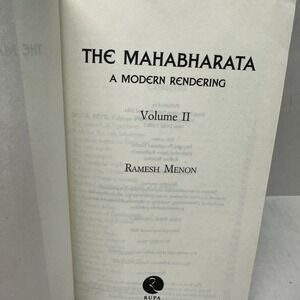 THE MAHABHARATA
A MODERN RENDERING
Volume II
RAMESH MENON
RUPA